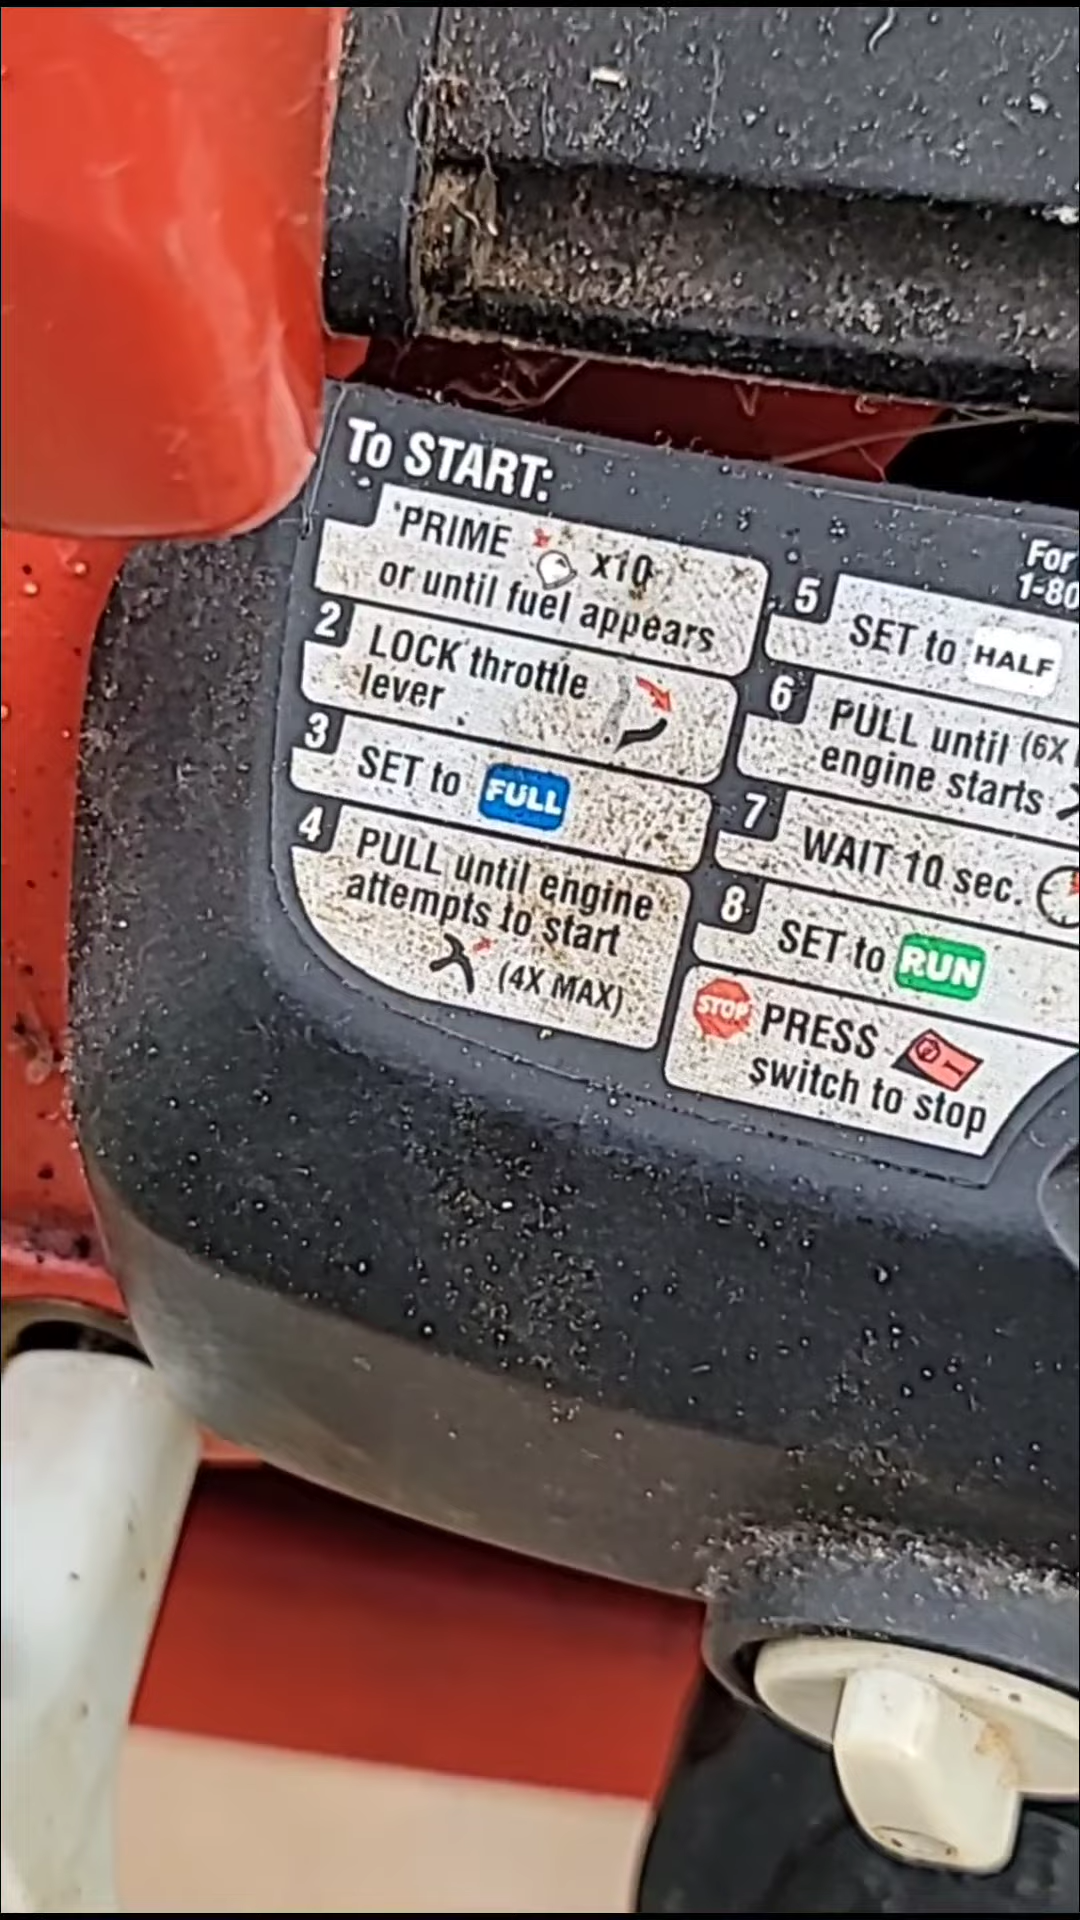 To START:
PRIME x10
or until fuel appears
2
LOCK throttle
lever
3
SET to FULL
4
PULL until engine
attempts to start
(4X MAX)
For
1-80
5
SET to HALF
6
PULL until (6X
engine starts
7
WAIT 10 sec.
8
SET to RUN
STOP PRESS
switch to stop